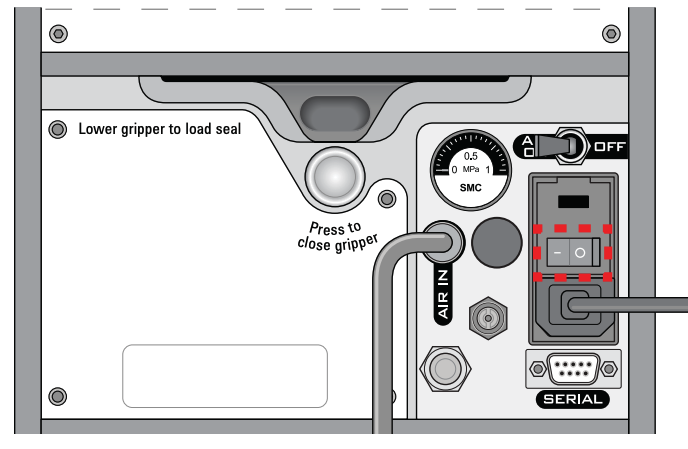 Lower gripper to load seal
Press to
close gripper
0.5
0 MPa 1
SMC
A
OFF
AIR IN
– O
SERIAL